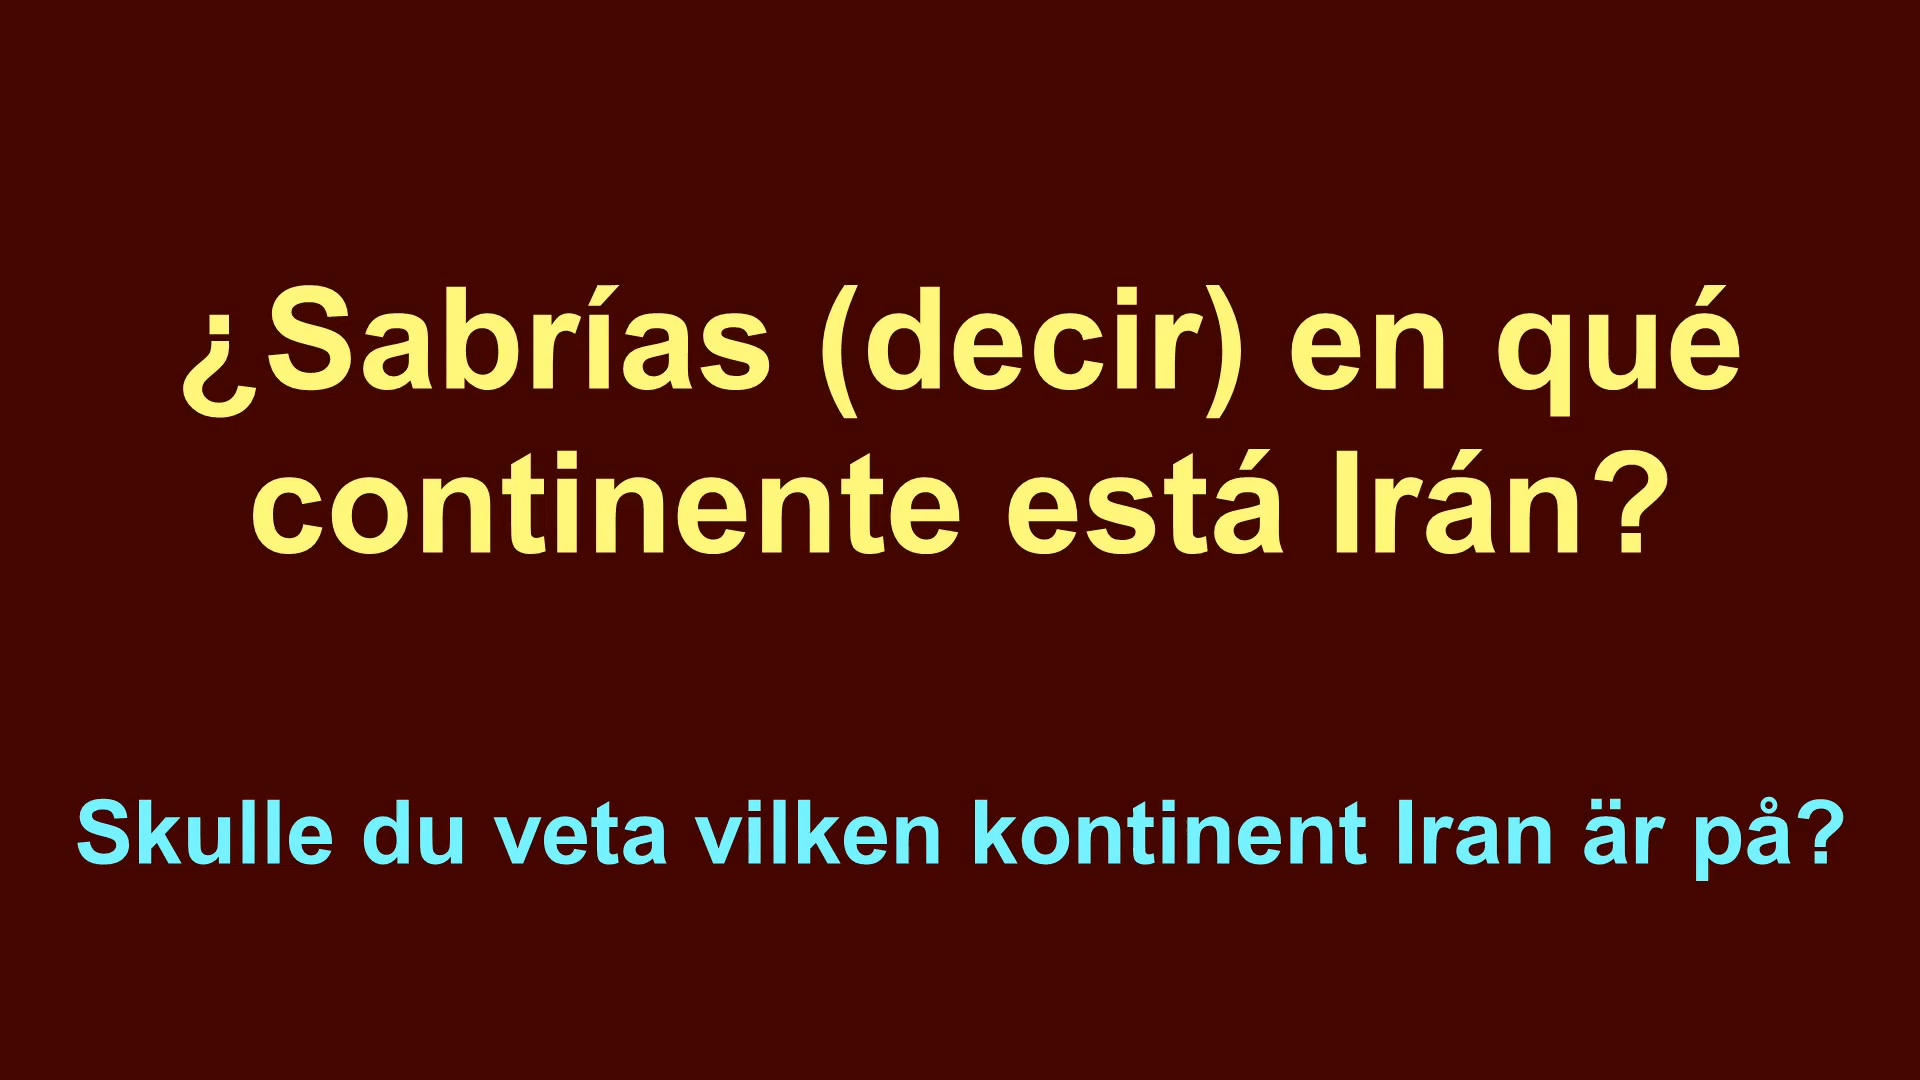 ¿Sabrías (decir) en qué
continente está Irán?
Skulle du veta vilken kontinent Iran är på?